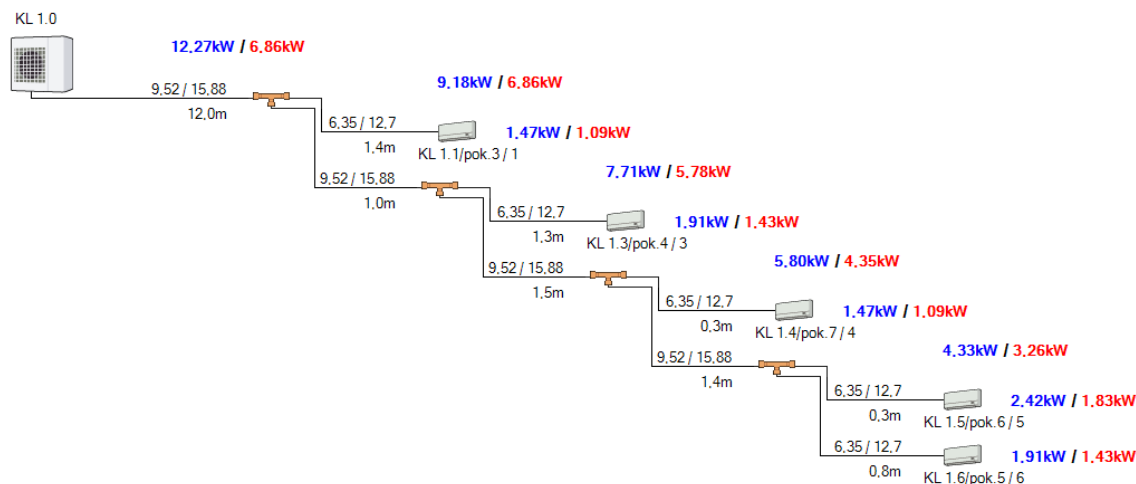 KL 1.0
12,27kW / 6,86kW
9,18kW / 6,86kW
9,52 / 15,88
12,0m
6,35 / 12,7
1,4m
1,47kW / 1,09kW
KL 1.1/pok.3 / 1
7,71kW / 5,78kW
9,52 / 15,88
1,0m
6,35 / 12,7
1,3m
1,91kW / 1,43kW
KL 1.3/pok.4 / 3
5,80kW / 4,35kW
9,52 / 15,88
1,5m
6,35 / 12,7
0,3m
1,47kW / 1,09kW
KL 1.4/pok.7 / 4
4,33kW / 3,26kW
9,52 / 15,88
1,4m
6,35 / 12,7
0,3m
2,42kW / 1,83kW
KL 1.5/pok.6 / 5
6,35 / 12,7
0,8m
1,91kW / 1,43kW
KL 1.6/pok.5 / 6